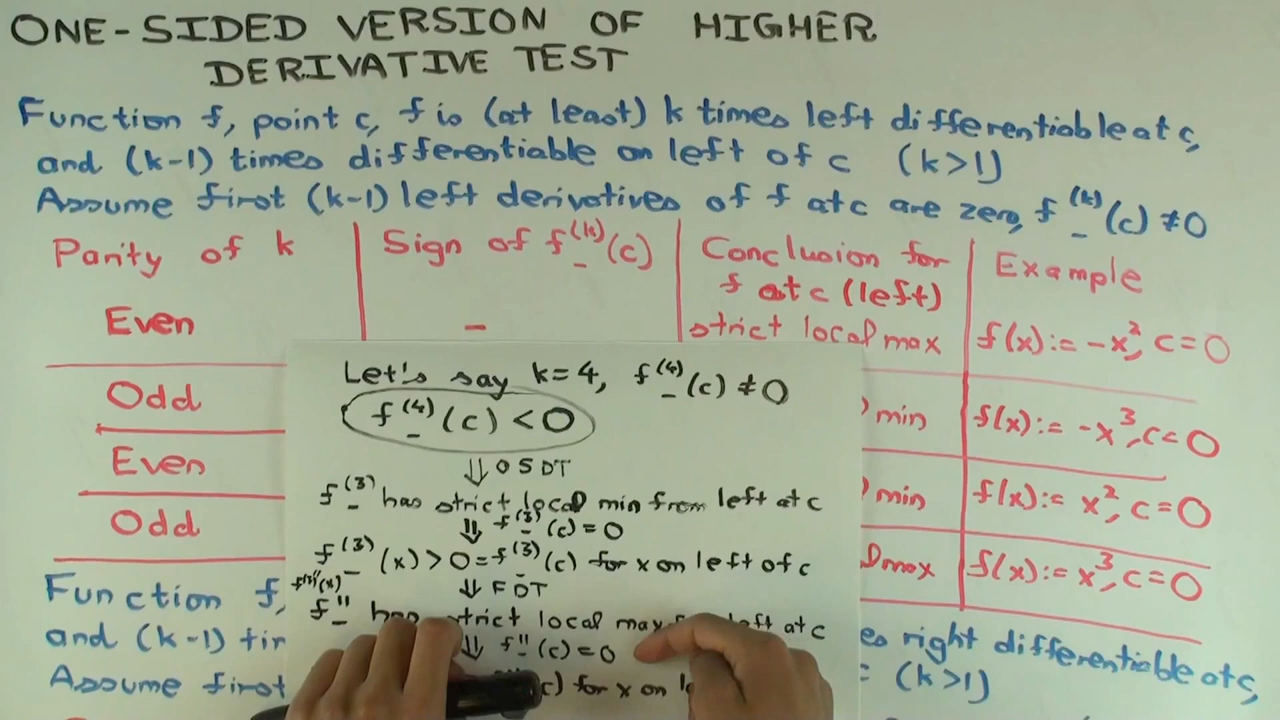 ONE-SIDED VERSION OF HIGHER
DERIVATIVE TEST
Function f, point c, f is (at least) k times left differentiable at c,
and (k-1) times differentiable on left of c (k>1)
Assume first (k-1) left derivatives of f at c are zero, f₋⁽ᵏ⁾(c) ≠ 0
Parity of k Sign of f₋⁽ᵏ⁾(c) Conclusion for f at c (left) Example
Even − strict local max f(x) := -x², c=0
Odd min f(x) := -x³, c=0
Even min f(x) := x², c=0
Odd max f(x) := x³, c=0
Let's say k=4, f₋⁽⁴⁾(c) ≠ 0
f₋⁽⁴⁾(c) < 0
⇓ OSDT
f₋⁽³⁾ has strict local min from left at c
⇓ f₋⁽³⁾(c) = 0
f₋⁽³⁾(x) > 0 = f₋⁽³⁾(c) for x on left of c
⇓ FDT
f₋'' has strict local max left at c
⇓ f₋''(c) = 0
c) for x on
Function f,
and (k-1) es right differentiable at c,
Assume first (k>1)